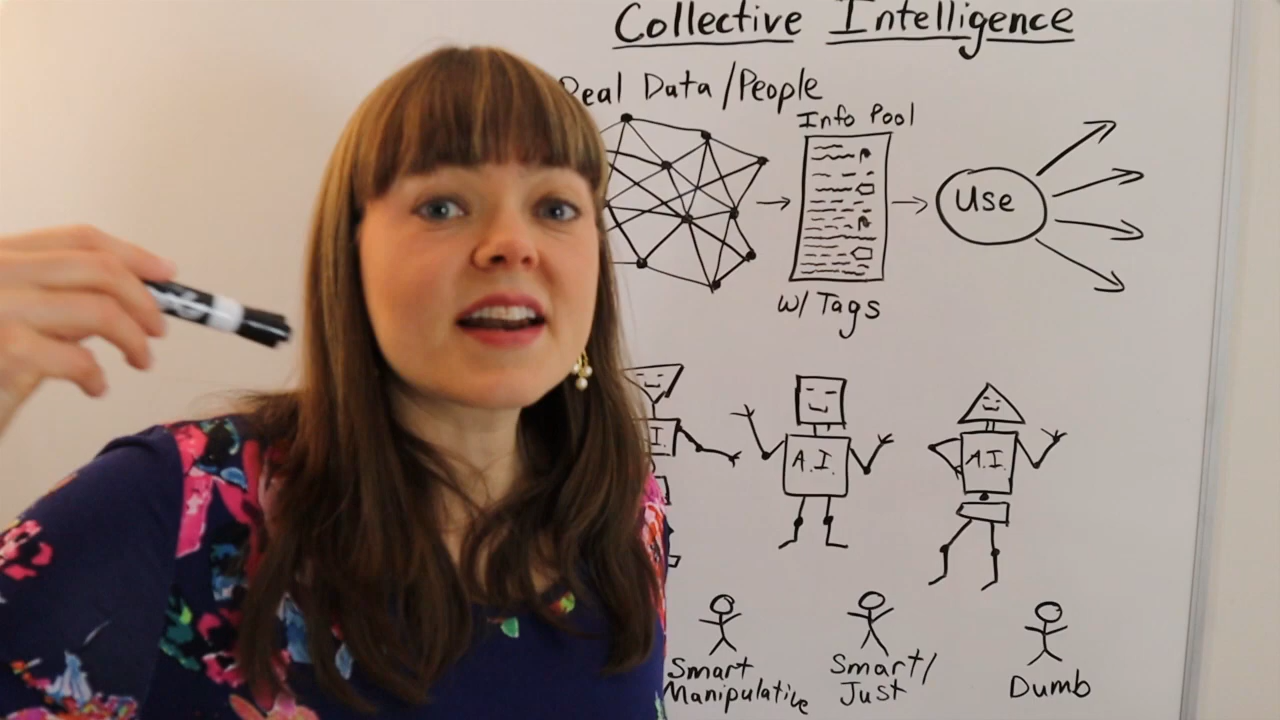 Collective Intelligence
Real Data/People
Info Pool
Use
w/ Tags
I.
A.I.
A.I.
Smart
Manipulative
Smart/
Just
Dumb